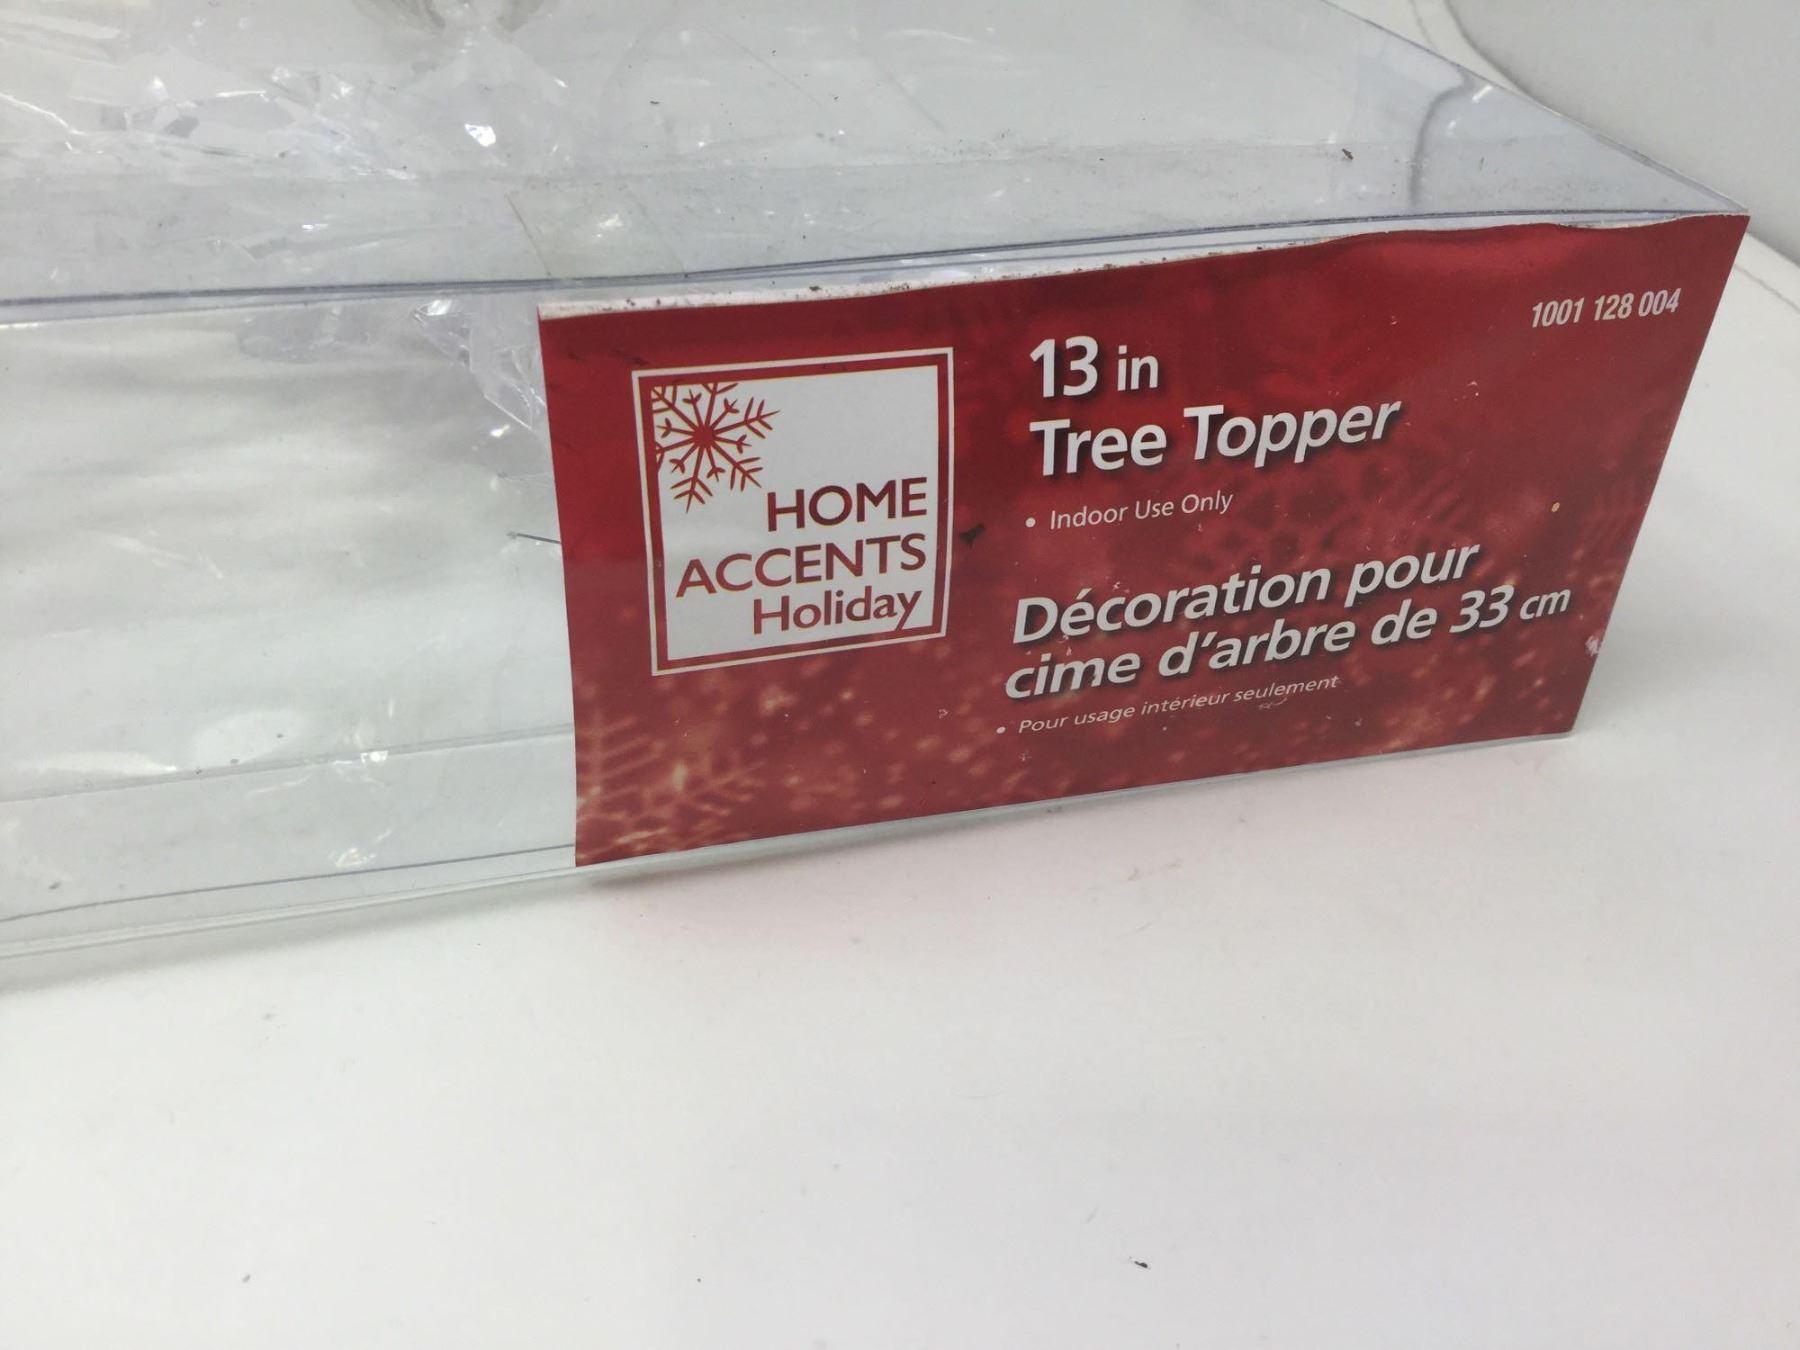 HOME
ACCENTS
Holiday
1001 128 004
13 in
Tree Topper
• Indoor Use Only
Décoration pour
cime d'arbre de 33 cm
• Pour usage intérieur seulement